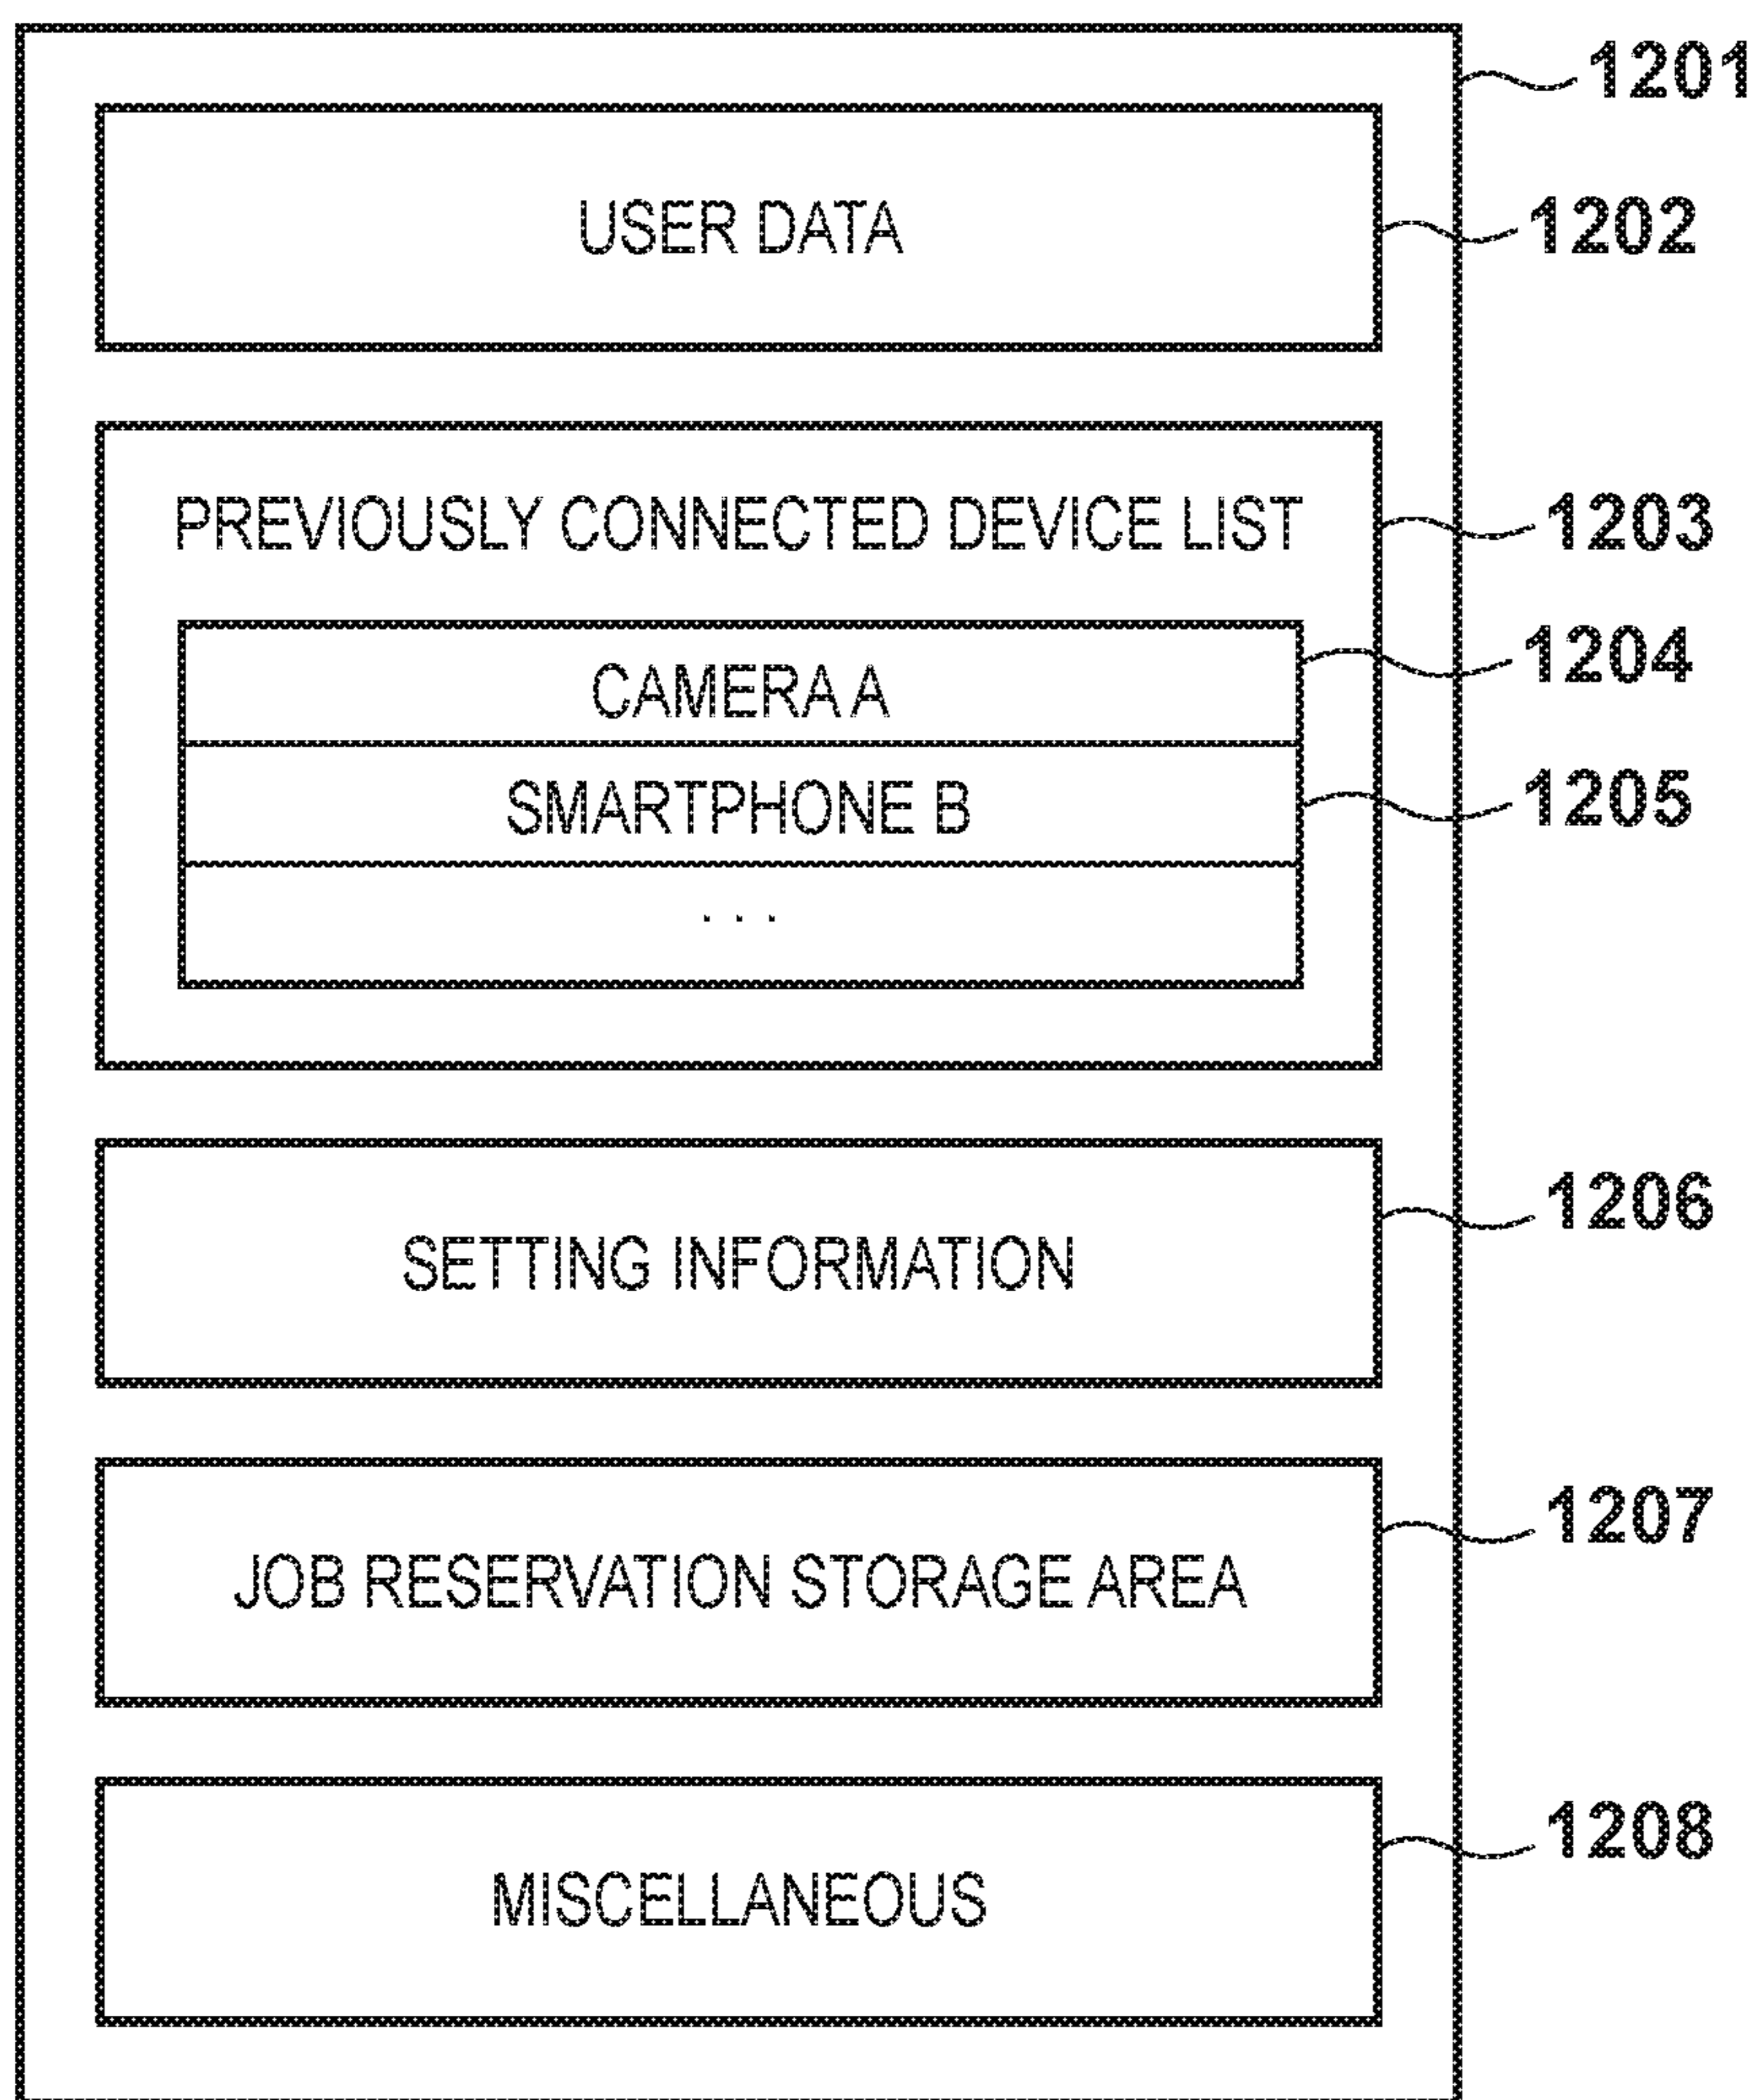 1201
USER DATA
1202
PREVIOUSLY CONNECTED DEVICE LIST
1203
CAMERA A
1204
SMARTPHONE B
1205
. . .
SETTING INFORMATION
1206
JOB RESERVATION STORAGE AREA
1207
MISCELLANEOUS
1208